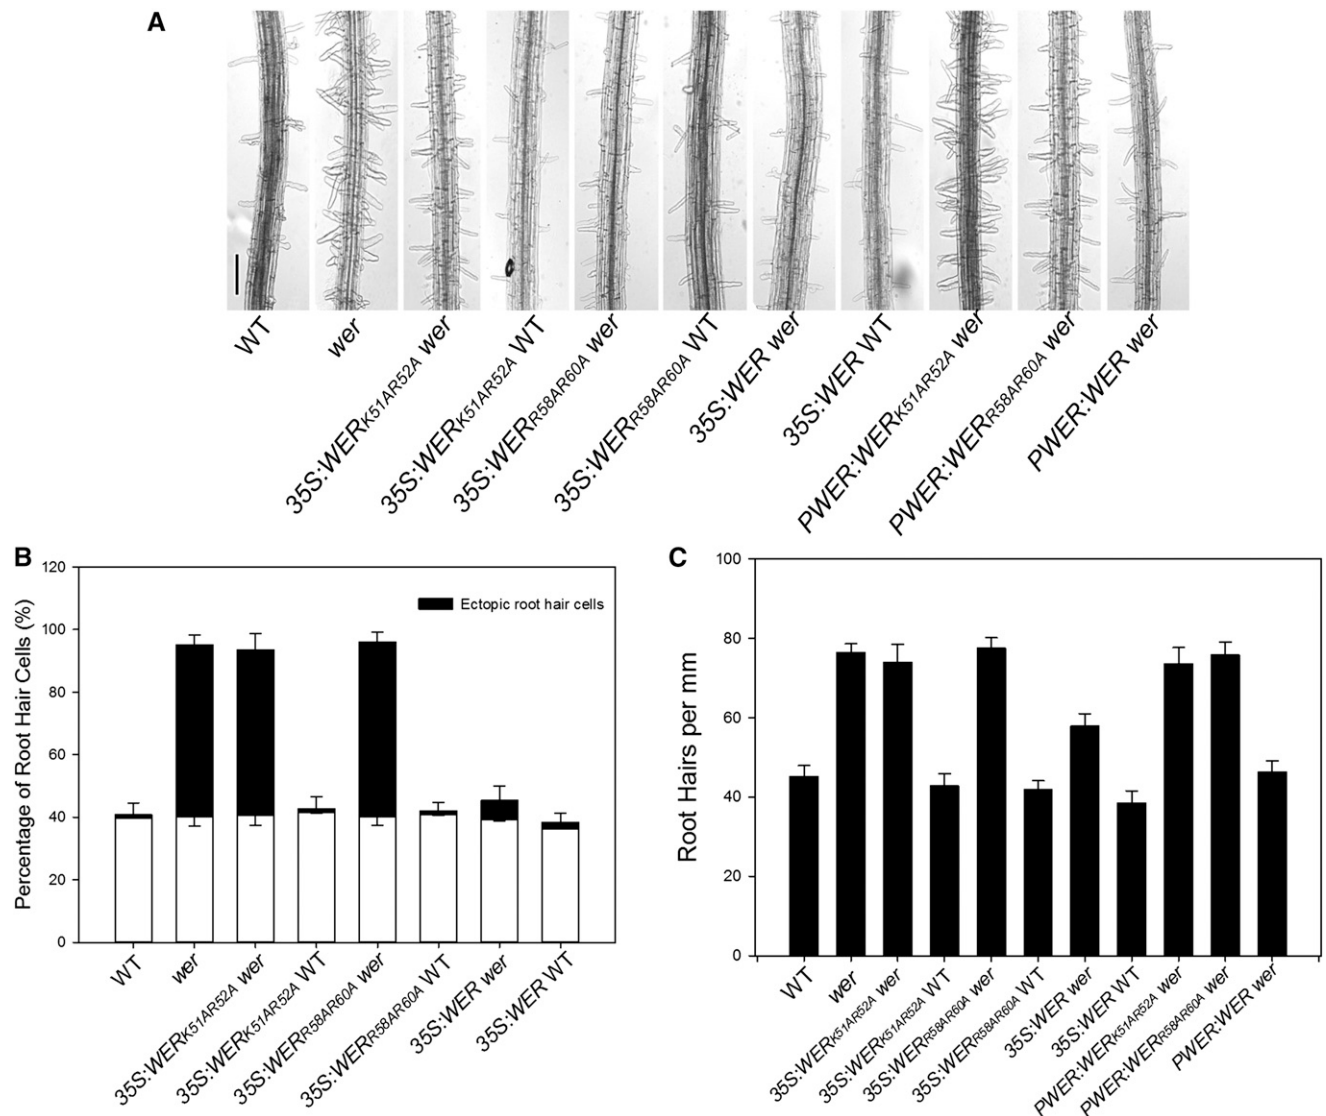 A
WT
wer
35S:WERK51AR52A wer
35S:WERK51AR52A WT
35S:WERR58AR60A wer
35S:WERR58AR60A WT
35S:WER wer
35S:WER WT
PWER:WERK51AR52A wer
PWER:WERR58AR60A wer
PWER:WER wer
B
Percentage of Root Hair Cells (%)
120
100
80
60
40
20
0
Ectopic root hair cells
WT
wer
35S:WERK51AR52A wer
35S:WERK51AR52A WT
35S:WERR58AR60A wer
35S:WERR58AR60A WT
35S:WER wer
35S:WER WT
C
Root Hairs per mm
100
80
60
40
20
0
WT
wer
35S:WERK51AR52A wer
35S:WERK51AR52A WT
35S:WERR58AR60A wer
35S:WERR58AR60A WT
35S:WER wer
35S:WER WT
PWER:WERK51AR52A wer
PWER:WERR58AR60A wer
PWER:WER wer